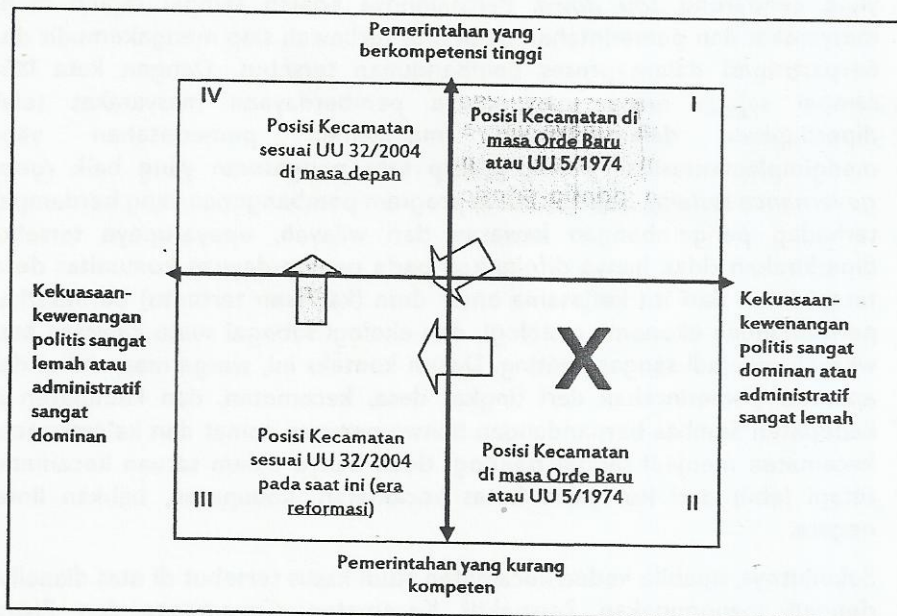 Pemerintahan yang
berkompetensi tinggi
IV
I
Posisi Kecamatan
sesuai UU 32/2004
di masa depan
Posisi Kecamatan di
masa Orde Baru
atau UU 5/1974
Kekuasaan-
kewenangan
politis sangat
lemah atau
administratif
sangat
dominan
Kekuasaan-
kewenangan
politis sangat
dominan atau
administratif
sangat lemah
X
Posisi Kecamatan
sesuai UU 32/2004
pada saat ini (era
reformasi)
Posisi Kecamatan
di masa Orde Baru
atau UU 5/1974
III
II
Pemerintahan yang kurang
kompeten